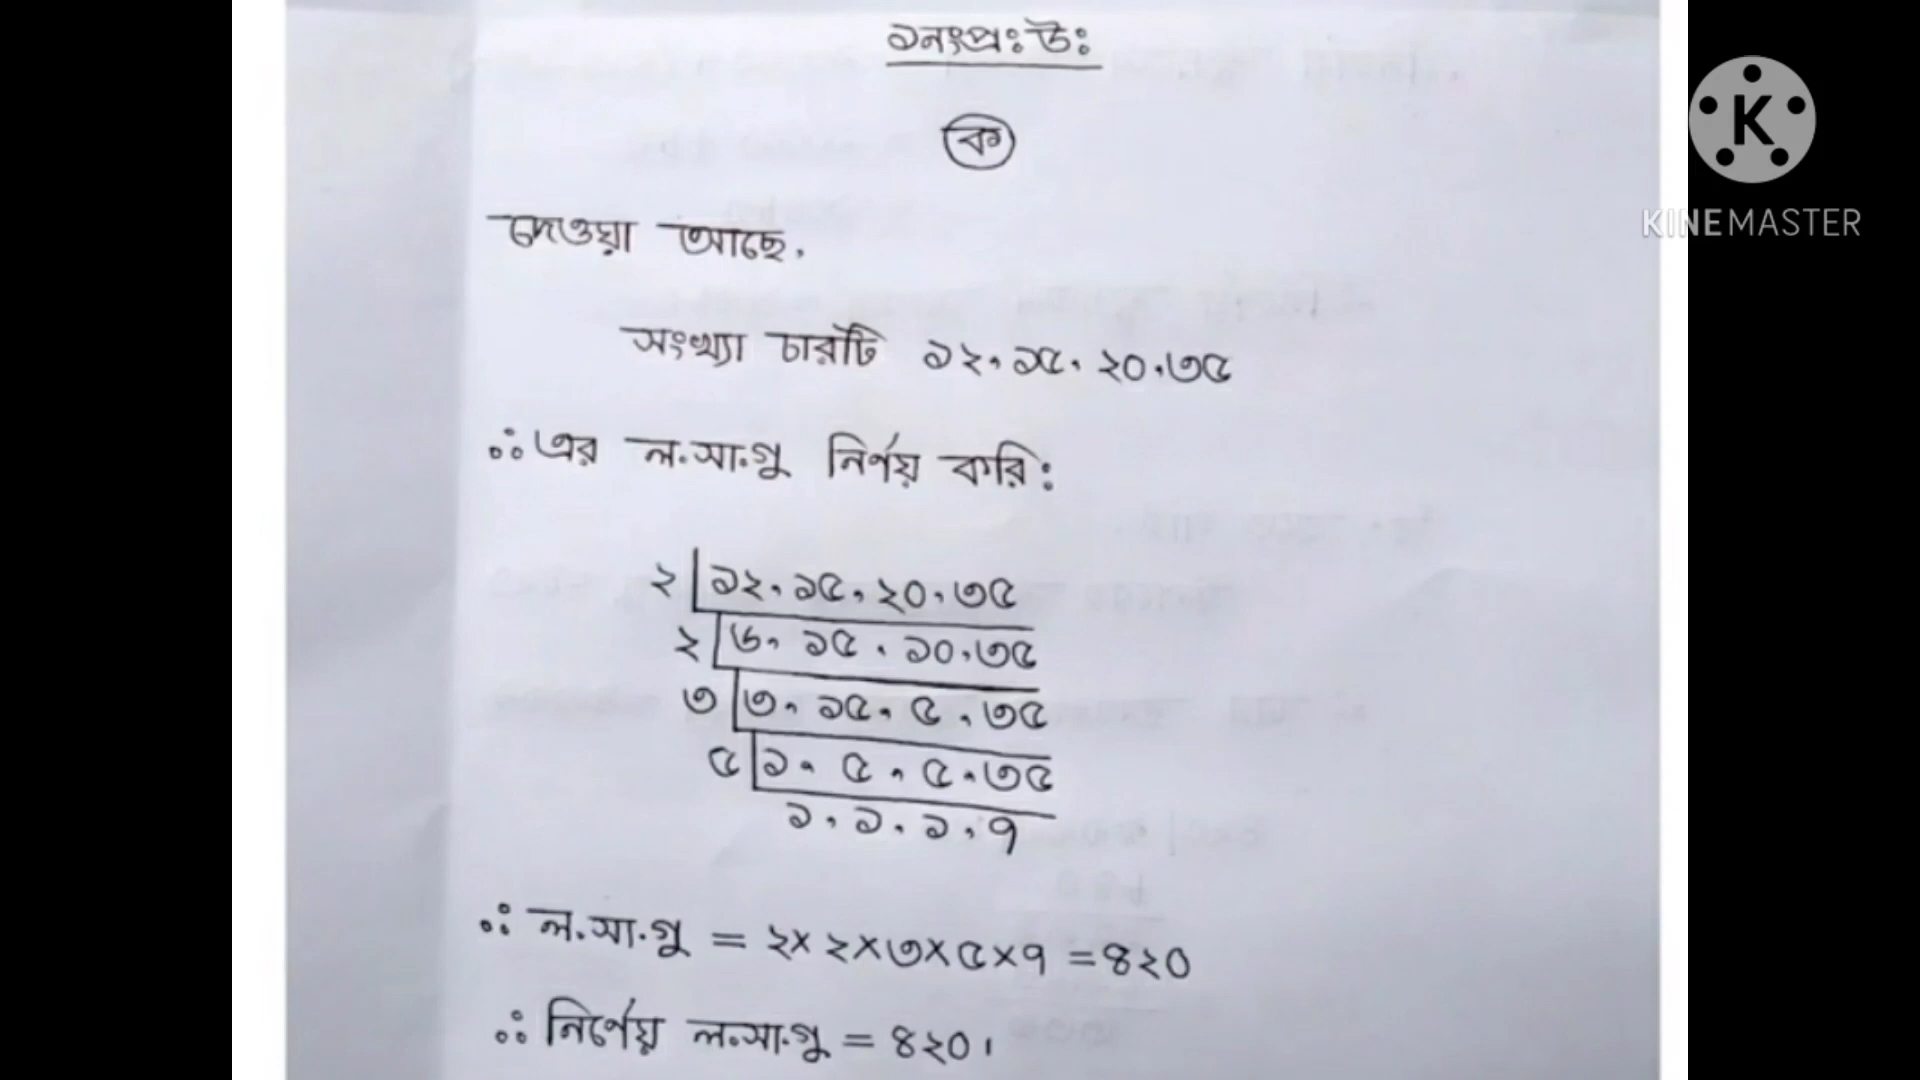 ১নংপ্র:উ:
ক
দেওয়া আছে,
সংখ্যা চারটি ১২, ১৫, ২০, ৩৫
∴ এর ল.সা.গু নির্ণয় করি:
২ | ১২, ১৫, ২০, ৩৫
২ | ৬, ১৫, ১০, ৩৫
৩ | ৩, ১৫, ৫, ৩৫
৫ | ১, ৫, ৫, ৩৫
১, ১, ১, ৭
∴ ল.সা.গু = ২×২×৩×৫×৭ = ৪২০
∴ নির্ণেয় ল.সা.গু = ৪২০।
K
KINEMASTER